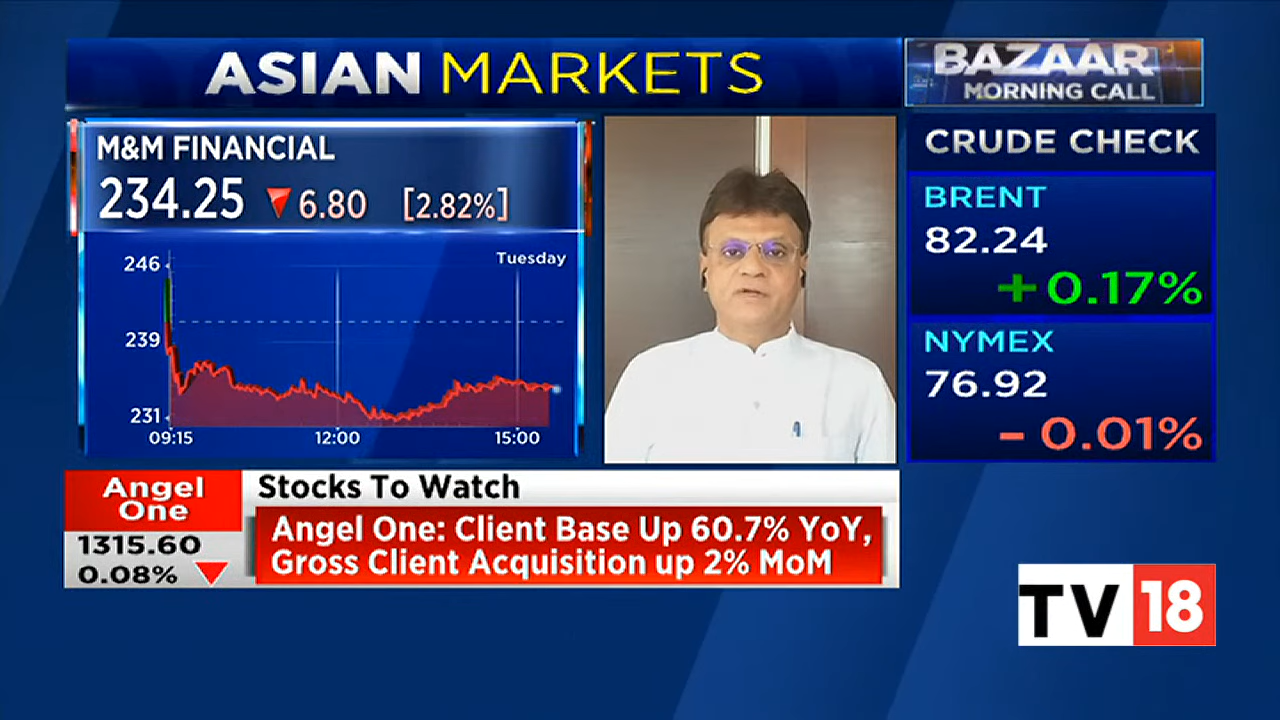 ASIAN MARKETS
BAZAAR
MORNING CALL
M&M FINANCIAL
234.25 ▼ 6.80 [2.82%]
Tuesday
246
239
231
09:15 12:00 15:00
CRUDE CHECK
BRENT
82.24
+0.17%
NYMEX
76.92
- 0.01%
Angel
One
1315.60
0.08% ▼
Stocks To Watch
Angel One: Client Base Up 60.7% YoY,
Gross Client Acquisition up 2% MoM
TV18